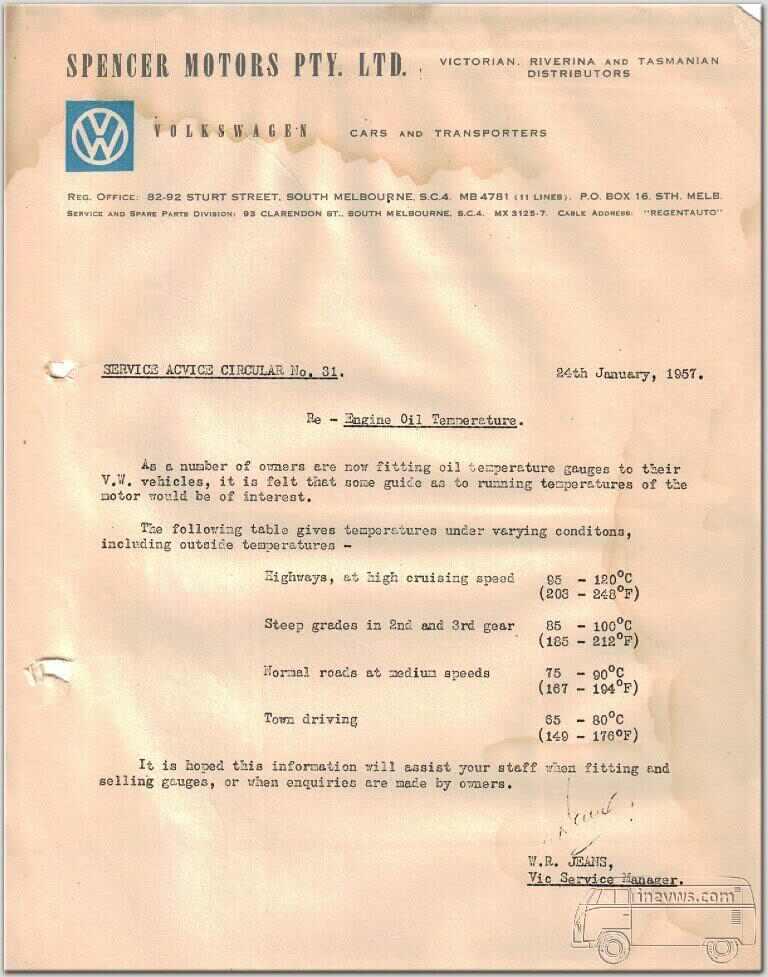 SPENCER MOTORS PTY. LTD. VICTORIAN, RIVERINA AND TASMANIAN
DISTRIBUTORS
VW
VOLKSWAGEN CARS AND TRANSPORTERS
REG. OFFICE: 82-92 STURT STREET, SOUTH MELBOURNE, S.C.4. MB 4781 (11 LINES). P.O. BOX 16, STH. MELB.
SERVICE AND SPARE PARTS DIVISION: 93 CLARENDON ST., SOUTH MELBOURNE, S.C.4. MX 3125-7. CABLE ADDRESS: "REGENTAUTO"
SERVICE ACVICE CIRCULAR No. 31. 24th January, 1957.
Re - Engine Oil Temperature.
As a number of owners are now fitting oil temperature gauges to their
V.W. vehicles, it is felt that some guide as to running temperatures of the
motor would be of interest.
The following table gives temperatures under varying conditons,
including outside temperatures -
Highways, at high cruising speed 95 - 120°C
(203 - 248°F)
Steep grades in 2nd and 3rd gear 85 - 100°C
(185 - 212°F)
Normal roads at medium speeds 75 - 90°C
(167 - 194°F)
Town driving 65 - 80°C
(149 - 176°F)
It is hoped this information will assist your staff when fitting and
selling gauges, or when enquiries are made by owners.
W.R. JEANS,
Vic Service Manager.